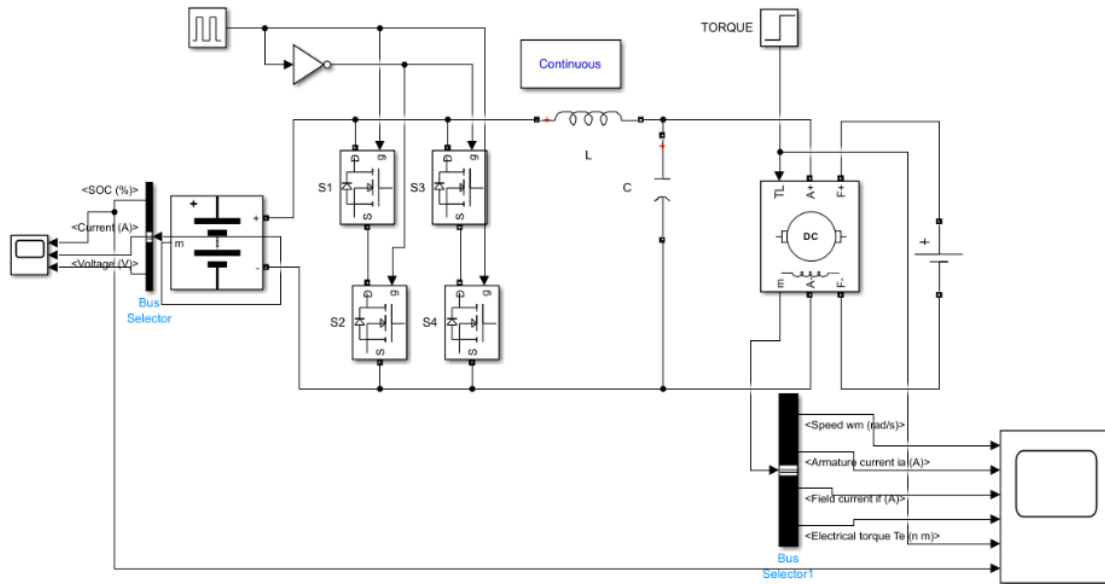 TORQUE
Continuous
+
L
C
S1
D
g
S
S3
D
g
S
TL
A+
F+
DC
m
A-
F-
+
<SOC (%)>
<Current (A)>
<Voltage (V)>
+
m
+
-
Bus
Selector
S2
D
g
S
S4
D
g
S
<Speed wm (rad/s)>
<Armature current ia (A)>
<Field current if (A)>
<Electrical torque Te (n m)>
Bus
Selector1